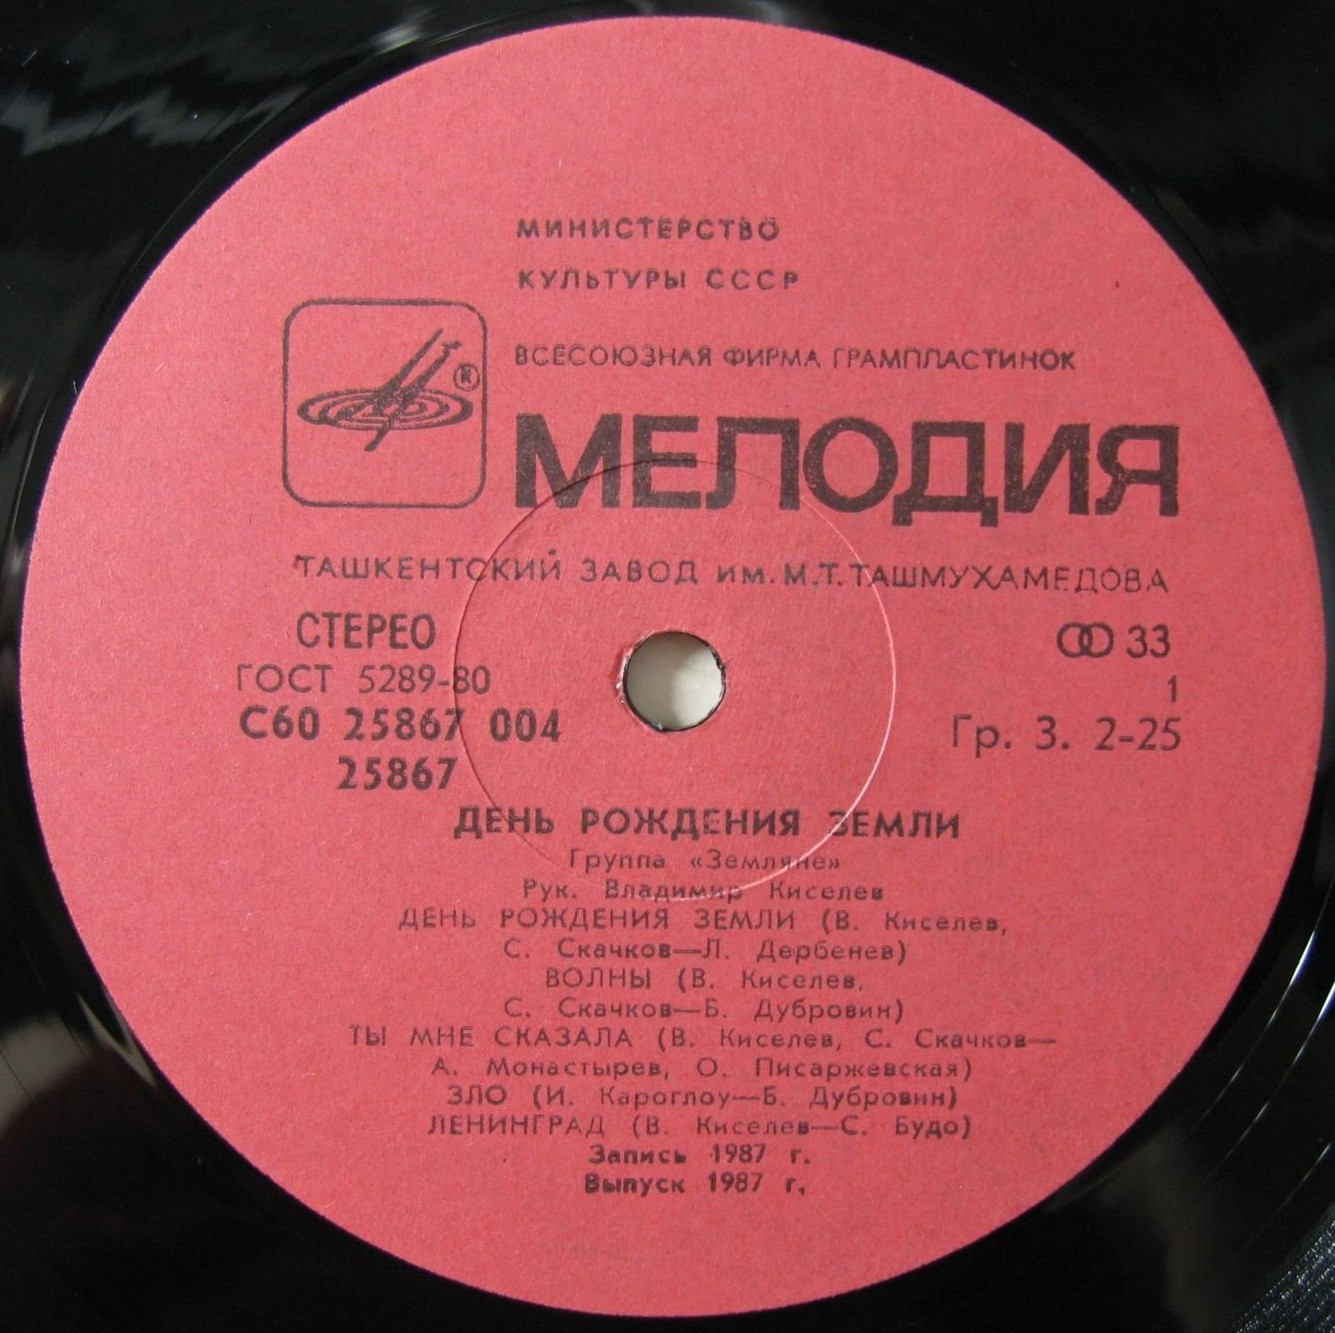 МИНИСТЕРСТВО
КУЛЬТУРЫ СССР
ВСЕСОЮЗНАЯ ФИРМА ГРАМПЛАСТИНОК
®
МЕЛОДИЯ
ТАШКЕНТСКИЙ ЗАВОД ИМ. М.Т. ТАШМУХАМЕДОВА
СТЕРЕО 33
ГОСТ 5289-80 1
С60 25867 004 Гр. 3. 2-25
25867
ДЕНЬ РОЖДЕНИЯ ЗЕМЛИ
Группа «Земляне»
Рук. Владимир Киселев
ДЕНЬ РОЖДЕНИЯ ЗЕМЛИ (В. Киселев,
С. Скачков—Л. Дербенев)
ВОЛНЫ (В. Киселев,
С. Скачков—Б. Дубровин)
ТЫ МНЕ СКАЗАЛА (В. Киселев, С. Скачков—
А. Монастырев, О. Писаржевская)
ЗЛО (И. Кароглоу—Б. Дубровин)
ЛЕНИНГРАД (В. Киселев—С. Будо)
Запись 1987 г.
Выпуск 1987 г.